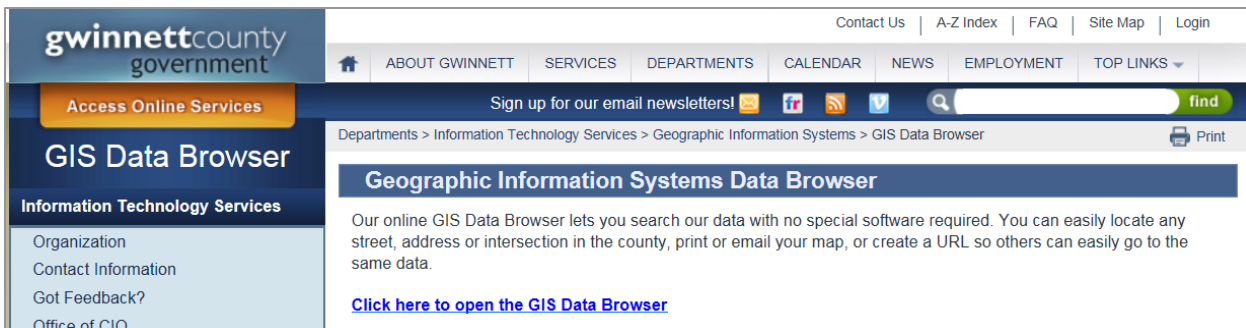 gwinnettcounty
government
Contact Us | A-Z Index | FAQ | Site Map | Login
ABOUT GWINNETT SERVICES DEPARTMENTS CALENDAR NEWS EMPLOYMENT TOP LINKS
Access Online Services
Sign up for our email newsletters! fr find
GIS Data Browser
Departments > Information Technology Services > Geographic Information Systems > GIS Data Browser Print
Geographic Information Systems Data Browser
Information Technology Services
Organization
Contact Information
Got Feedback?
Office of CIO
Our online GIS Data Browser lets you search our data with no special software required. You can easily locate any
street, address or intersection in the county, print or email your map, or create a URL so others can easily go to the
same data.
Click here to open the GIS Data Browser